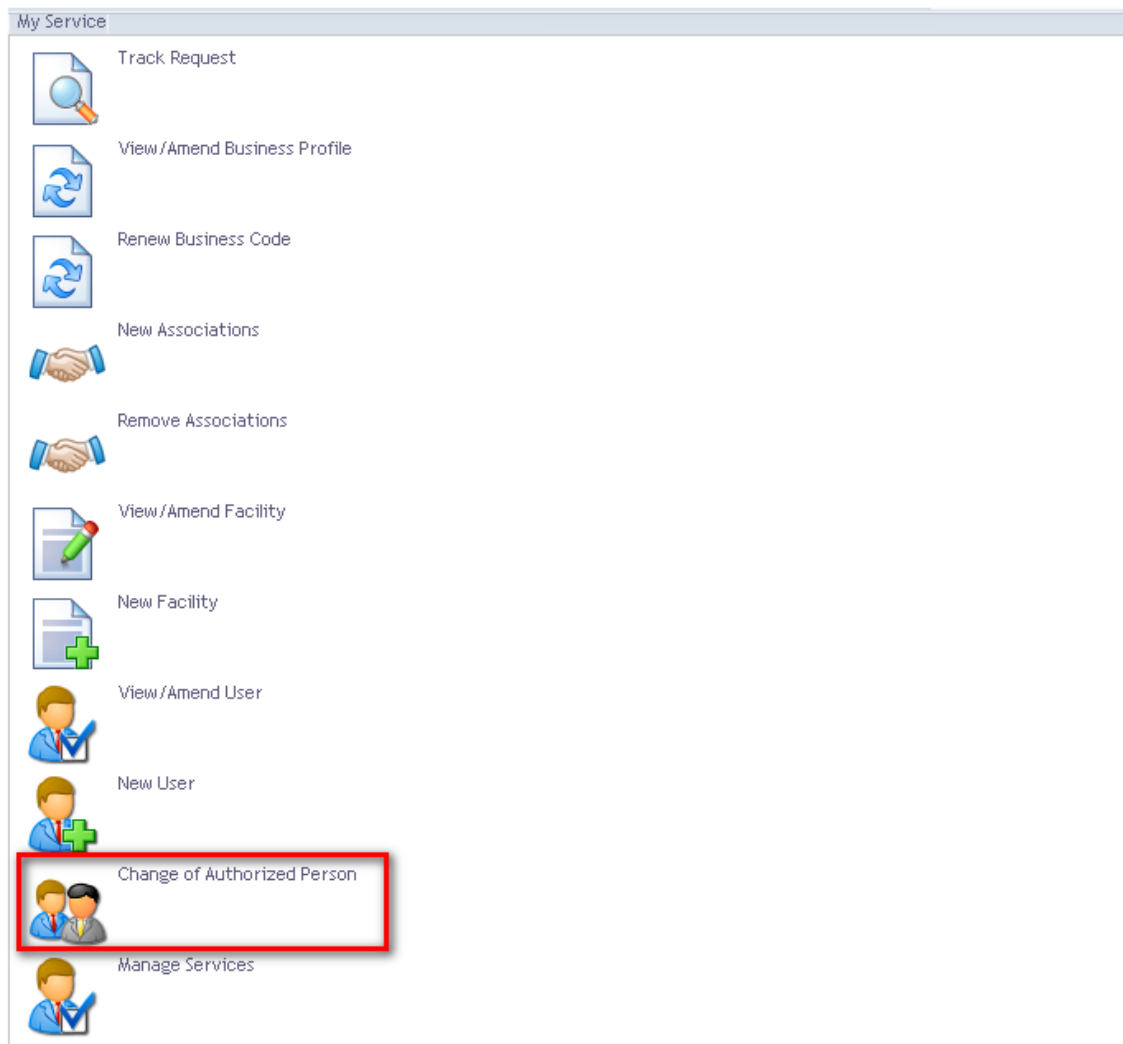 My Service
Track Request
View/Amend Business Profile
Renew Business Code
New Associations
Remove Associations
View/Amend Facility
New Facility
View/Amend User
New User
Change of Authorized Person
Manage Services